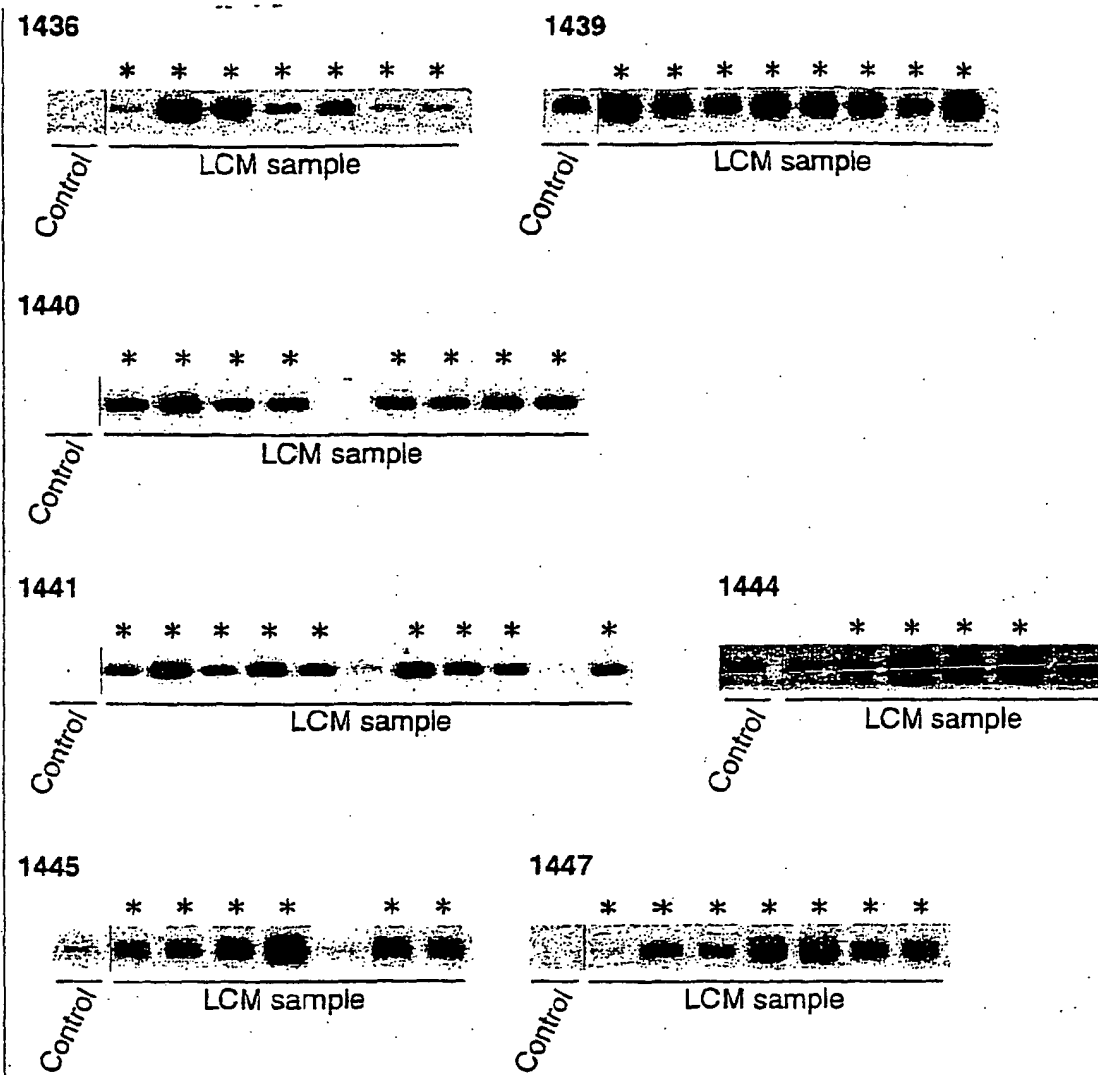 1436
* * * * * * *
Control
LCM sample
1439
* * * * * * * *
Control
LCM sample
1440
* * * * * * * *
Control
LCM sample
1441
* * * * * * * * *
Control
LCM sample
1444
* * * *
Control
LCM sample
1445
* * * * * *
Control
LCM sample
1447
* * * * * * *
Control
LCM sample